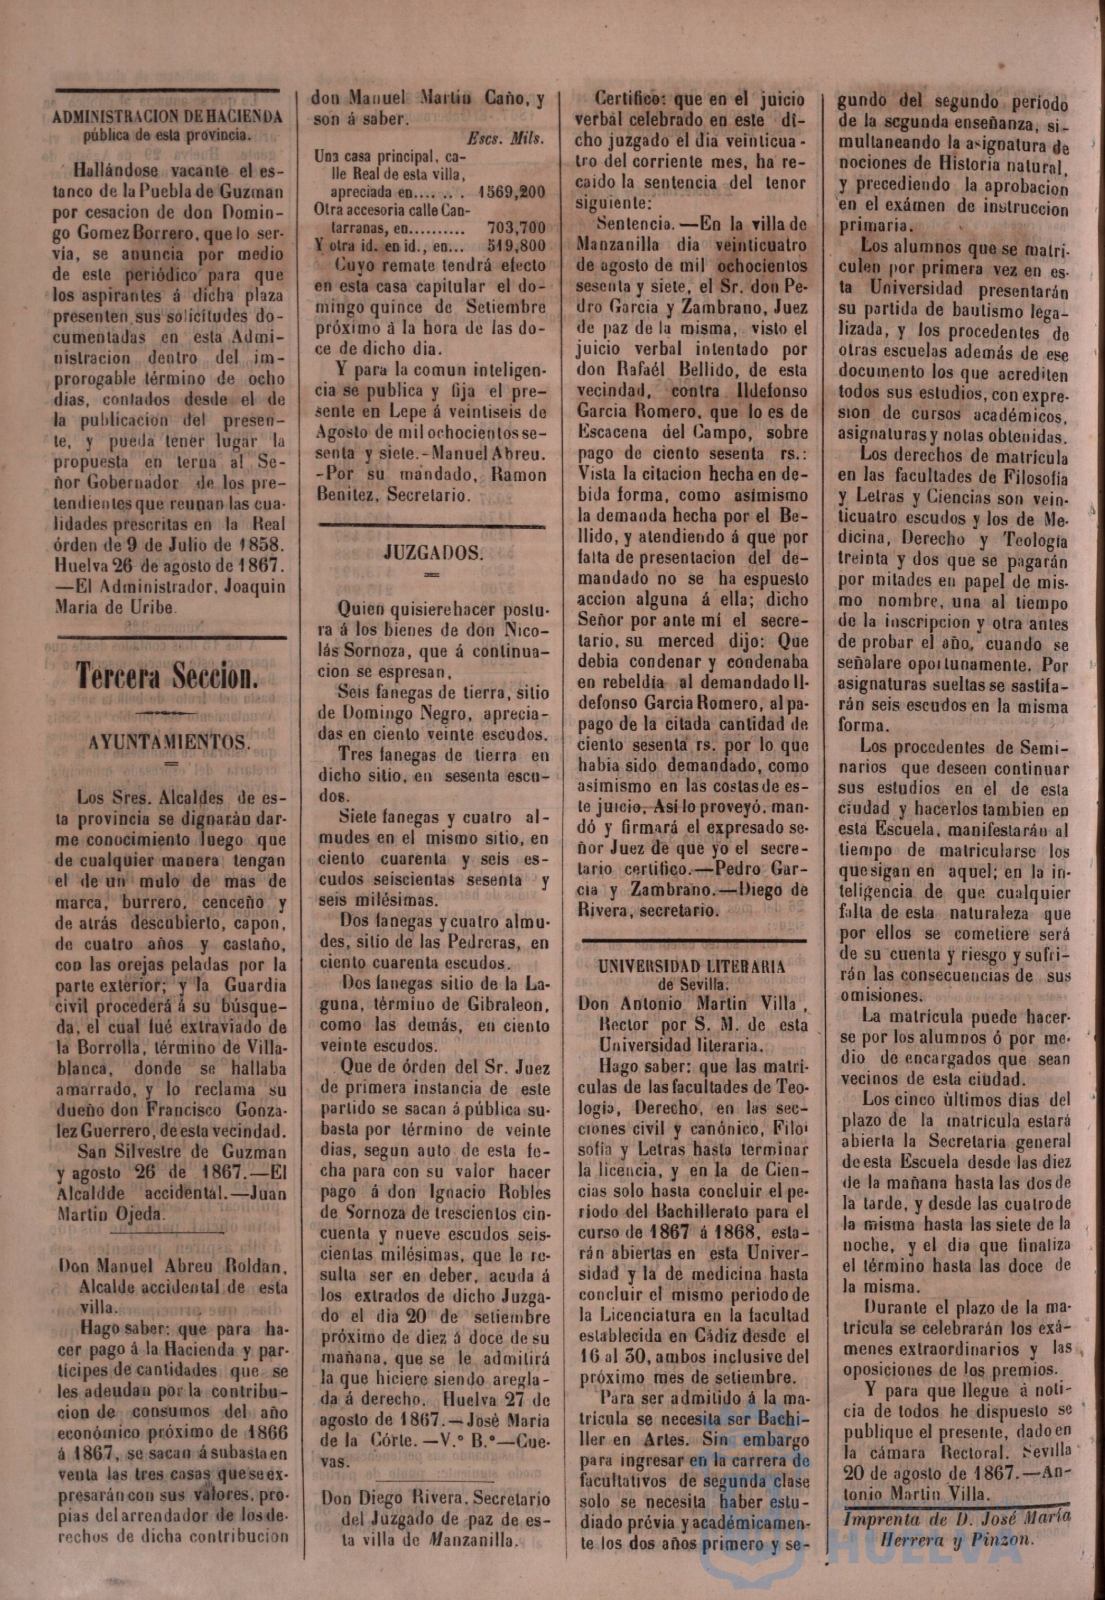 ADMINISTRACION DE HACIENDA
pública de esta provincia.
Hallándose vacante el es-
tanco de la Puebla de Guzman
por cesacion de don Domin-
go Gomez Borrero, que lo ser-
via, se anuncia por medio
de este periódico para que
los aspirantes á dicha plaza
presenten sus solicitudes do-
cumentadas en esta Admi-
nistracion dentro del im-
prorogable término de ocho
dias, contados desde el de
la publicacion del presen-
te, y pueda tener lugar la
propuesta en terna al Se-
ñor Gobernador de los pre-
tendientes que reunan las cua-
lidades prescritas en la Real
órden de 9 de Julio de 1858.
Huelva 26 de agosto de 1867.
—El Administrador, Joaquin
Maria de Uribe.
Tercera Seccion.
AYUNTAMIENTOS.
Los Sres. Alcaldes de es-
ta provincia se dignarán dar-
me conocimiento luego que
de cualquier manera tengan
el de un mulo de mas de
marca, burrero, cenceño y
de atrás descubierto, capon,
de cuatro años y castaño,
con las orejas peladas por la
parte exterior; y la Guardia
civil procederá á su búsque-
da, el cual fué extraviado de
la Borrolla, término de Villa-
blanca, donde se hallaba
amarrado, y lo reclama su
dueño don Francisco Gonza-
lez Guerrero, de esta vecindad.
San Silvestre de Guzman
y agosto 26 de 1867.—El
Alcaldde accidental.—Juan
Martin Ojeda.
Don Manuel Abreu Roldan,
Alcalde accidental de esta
villa.
Hago saber: que para ha-
cer pago á la Hacienda y par-
tícipes de cantidades que se
les adeudan por la contribu-
cion de consumos del año
económico próximo de 1866
á 1867, se sacan á subasta en
venta las tres casas que se ex-
presarán con sus valores, pro-
pias del arrendador de los de-
rechos de dicha contribucion
don Manuel Martin Caño, y
son á saber.
Escs. Mils.
Una casa principal, ca-
lle Real de esta villa,
apreciada en.... .. . 1569,200
Otra accesoria calle Can-
tarranas, en.......... 703,700
Y otra id. en id., en... 519,800
Cuyo remate tendrá efecto
en esta casa capitular el do-
mingo quince de Setiembre
próximo á la hora de las do-
ce de dicho dia.
Y para la comun inteligen-
cia se publica y fija el pre-
sente en Lepe á veintiseis de
Agosto de mil ochocientos se-
senta y siete.-Manuel Abreu.
-Por su mandado, Ramon
Benitez, Secretario.
JUZGADOS.
Quien quisiere hacer postu-
ra á los bienes de don Nico-
lás Sornoza, que á continua-
cion se espresan,
Seis fanegas de tierra, sitio
de Domingo Negro, aprecia-
das en ciento veinte escudos.
Tres fanegas de tierra en
dicho sitio, en sesenta escu-
dos.
Siete fanegas y cuatro al-
mudes en el mismo sitio, en
ciento cuarenta y seis es-
cudos seiscientas sesenta y
seis milésimas.
Dos fanegas y cuatro almu-
des, sitio de las Pedreras, en
ciento cuarenta escudos.
Dos fanegas sitio de la La-
guna, término de Gibraleon,
como las demás, en ciento
veinte escudos.
Que de órden del Sr. Juez
de primera instancia de este
partido se sacan á pública su-
basta por término de veinte
dias, segun auto de esta fe-
cha para con su valor hacer
pago á don Ignacio Robles
de Sornoza de trescientos cin-
cuenta y nueve escudos seis-
cientas milésimas, que le re-
sulta ser en deber, acuda á
los extrados de dicho Juzga-
do el dia 20 de setiembre
próximo de diez á doce de su
mañana, que se le admitirá
la que hiciere siendo aregla-
da á derecho. Huelva 27 de
agosto de 1867.—José Maria
de la Córte. —V.° B.°—Cue-
vas.
Don Diego Rivera, Secretario
del Juzgado de paz de es-
ta villa de Manzanilla.
Certifico: que en el juicio
verbal celebrado en este di-
cho juzgado el dia veinticua-
tro del corriente mes, ha re-
caido la sentencia del tenor
siguiente:
Sentencia.—En la villa de
Manzanilla dia veinticuatro
de agosto de mil ochocientos
sesenta y siete, el Sr. don Pe-
dro Garcia y Zambrano, Juez
de paz de la misma, visto el
juicio verbal intentado por
don Rafaél Bellido, de esta
vecindad, contra Ildefonso
Garcia Romero, que lo es de
Escacena del Campo, sobre
pago de ciento sesenta rs.:
Vista la citacion hecha en de-
bida forma, como asimismo
la demanda hecha por el Be-
llido, y atendiendo á que por
falta de presentacion del de-
mandado no se ha espuesto
accion alguna á ella; dicho
Señor por ante mí el secre-
tario, su merced dijo: Que
debia condenar y condenaba
en rebeldía al demandado Il-
defonso Garcia Romero, al pa-
go de la citada cantidad de
ciento sesenta rs. por lo que
habia sido demandado, como
asimismo en las costas de es-
te juicio. Así lo proveyó, man-
dó y firmará el expresado se-
ñor Juez de que yo el secre-
tario certifico.—Pedro Gar-
cia y Zambrano.—Diego de
Rivera, secretario.
UNIVERSIDAD LITERARIA
de Sevilla.
Don Antonio Martin Villa,
Rector por S. M. de esta
Universidad literaria.
Hago saber: que las matrí-
culas de las facultades de Teo-
logia, Derecho, en las sec-
ciones civil y canónico, Filo-
sofia y Letras hasta terminar
la licencia, y en la de Cien-
cias solo hasta concluir el pe-
riodo del Bachillerato para el
curso de 1867 á 1868, esta-
rán abiertas en esta Univer-
sidad y la de medicina hasta
concluir el mismo periodo de
la Licenciatura en la facultad
establecida en Cádiz desde el
16 al 30, ambos inclusive del
próximo mes de setiembre.
Para ser admitido á la ma-
trícula se necesita ser Bachi-
ller en Artes. Sin embargo
para ingresar en la carrera de
facultativos de segunda clase
solo se necesita haber estu-
diado prévia y académicamen-
te los dos años primero y se-
gundo del segundo periodo
de la segunda enseñanza, si-
multaneando la asignatura de
nociones de Historia natural,
y precediendo la aprobacion
en el exámen de instruccion
primaria.
Los alumnos que se matri-
culen por primera vez en es-
ta Universidad presentarán
su partida de bautismo lega-
lizada, y los procedentes de
otras escuelas además de ese
documento los que acrediten
todos sus estudios, con expre-
sion de cursos académicos,
asignaturas y notas obtenidas.
Los derechos de matrícula
en las facultades de Filosofia
y Letras y Ciencias son vein-
ticuatro escudos y los de Me-
dicina, Derecho y Teología
treinta y dos que se pagarán
por mitades en papel de mis-
mo nombre, una al tiempo
de la inscripcion y otra antes
de probar el año, cuando se
señalare oportunamente. Por
asignaturas sueltas se sastifa-
rán seis escudos en la misma
forma.
Los procedentes de Semi-
narios que deseen continuar
sus estudios en el de esta
ciudad y hacerlos tambien en
esta Escuela, manifestarán al
tiempo de matricularse los
que sigan en aquel; en la in-
teligencia de que cualquier
falta de esta naturaleza que
por ellos se cometiere será
de su cuenta y riesgo y sufri-
rán las consecuencias de sus
omisiones.
La matrícula puede hacer-
se por los alumnos ó por me-
dio de encargados que sean
vecinos de esta ciudad.
Los cinco últimos dias del
plazo de la matrícula estará
abierta la Secretaria general
de esta Escuela desde las diez
de la mañana hasta las dos de
la tarde, y desde las cuatro de
la misma hasta las siete de la
noche, y el dia que finaliza
el término hasta las doce de
la misma.
Durante el plazo de la ma-
trícula se celebrarán los exá-
menes extraordinarios y las
oposiciones de los premios.
Y para que llegue á noti-
cia de todos he dispuesto se
publique el presente, dado en
la cámara Rectoral. Sevilla
20 de agosto de 1867.—An-
tonio Martin Villa.
Imprenta de D. José María
Herrera y Pinzon.
HUELVA